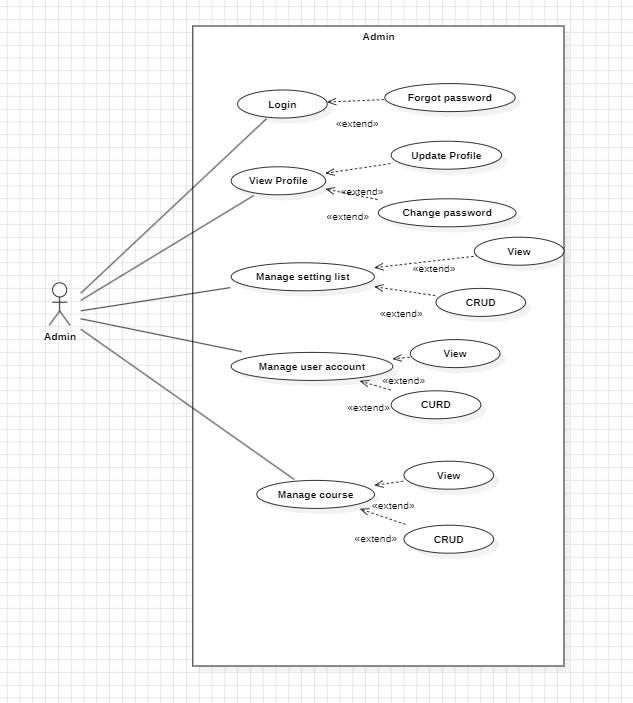 Admin
Login
Forgot password
«extend»
Update Profile
View Profile
«extend»
Change password
«extend»
View
«extend»
Manage setting list
CRUD
«extend»
Admin
View
Manage user account
«extend»
CURD
«extend»
View
Manage course
«extend»
CRUD
«extend»